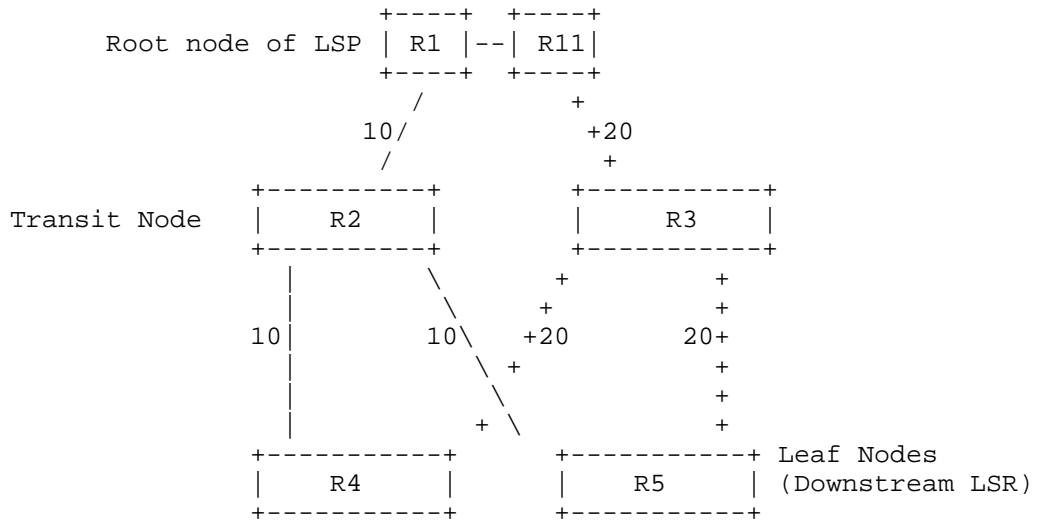 Root node of LSP | R1 |--| R11|
10/ +20
Transit Node | R2 | | R3 |
10| 10\ +20 20+
Leaf Nodes
| R4 | | R5 | (Downstream LSR)